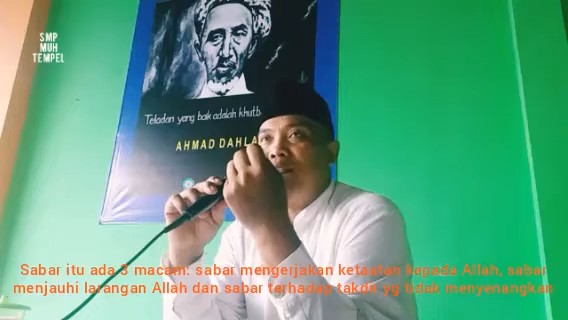 SMP
MUH
TEMPEL
Teladan yang baik adalah khutb
AHMAD DAHLA
Sabar itu ada 3 macam: sabar mengerjakan ketaatan kepada Allah, sabar
menjauhi larangan Allah dan sabar terhadap takdir yg tidak menyenangkan